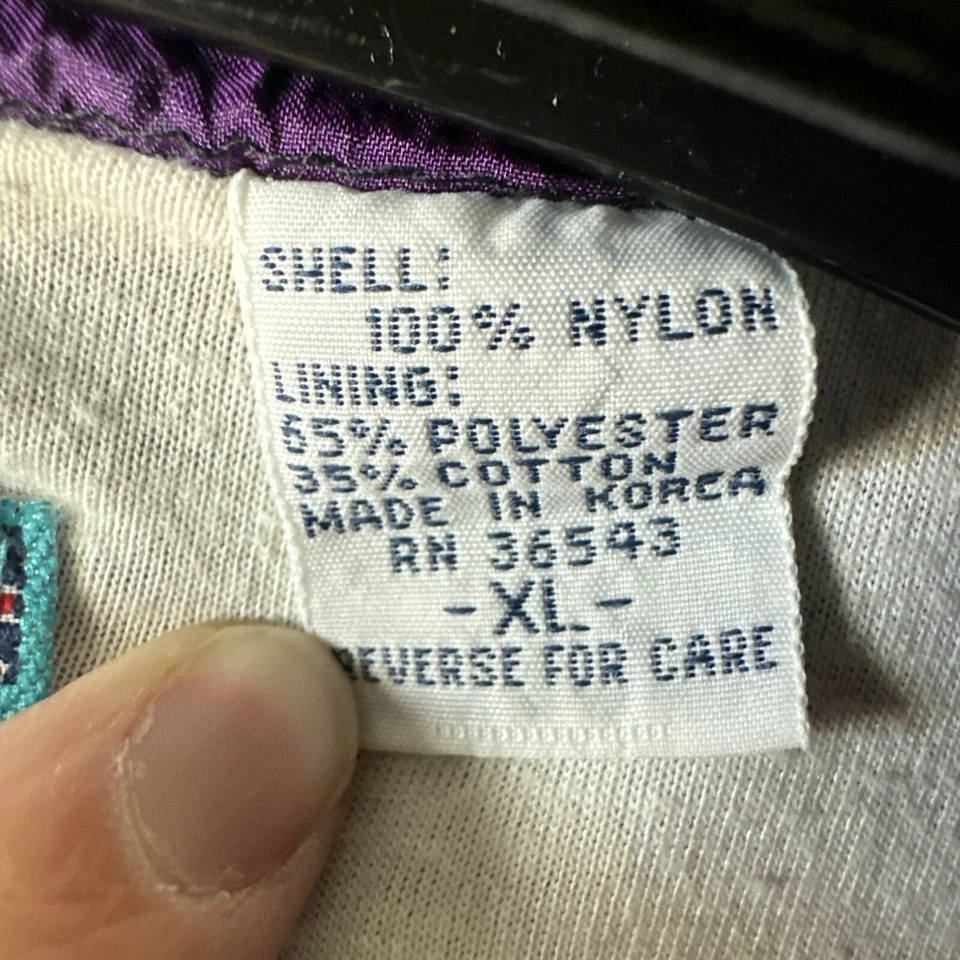 SHELL:
100% NYLON
LINING:
65% POLYESTER
35% COTTON
MADE IN KOREA
RN 36543
-XL-
REVERSE FOR CARE